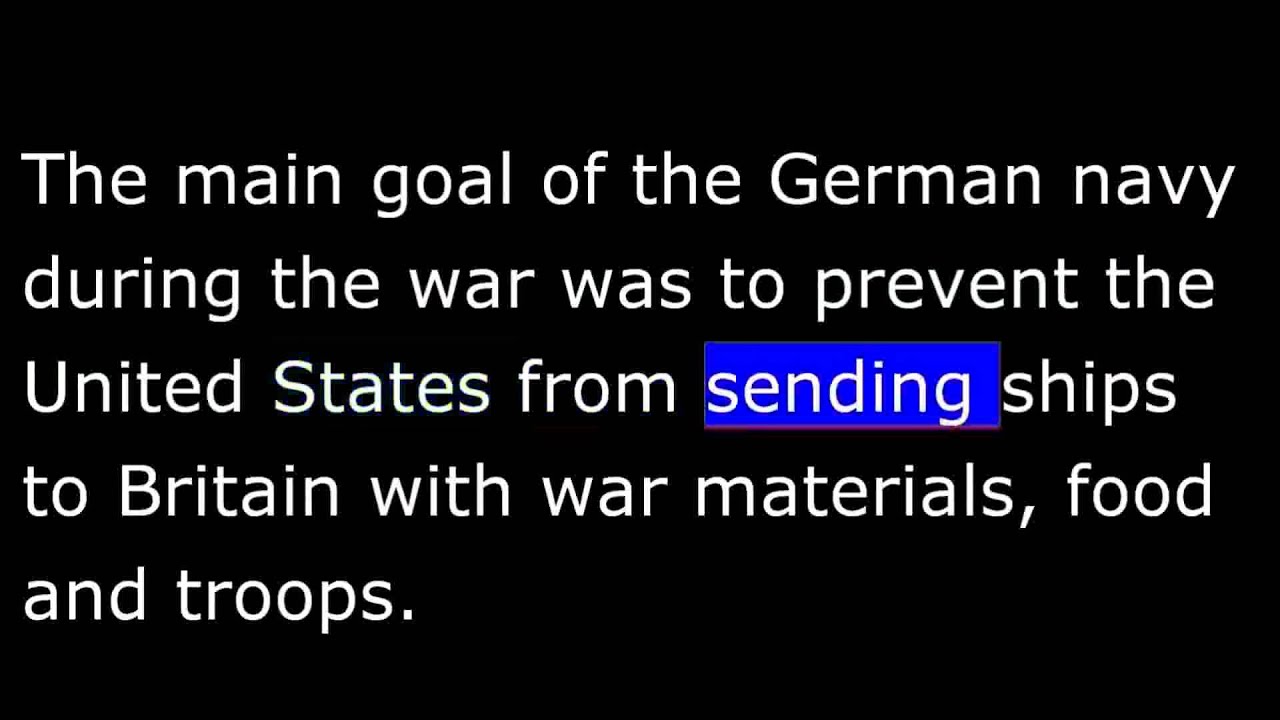 The main goal of the German navy
during the war was to prevent the
United States from sending ships
to Britain with war materials, food
and troops.